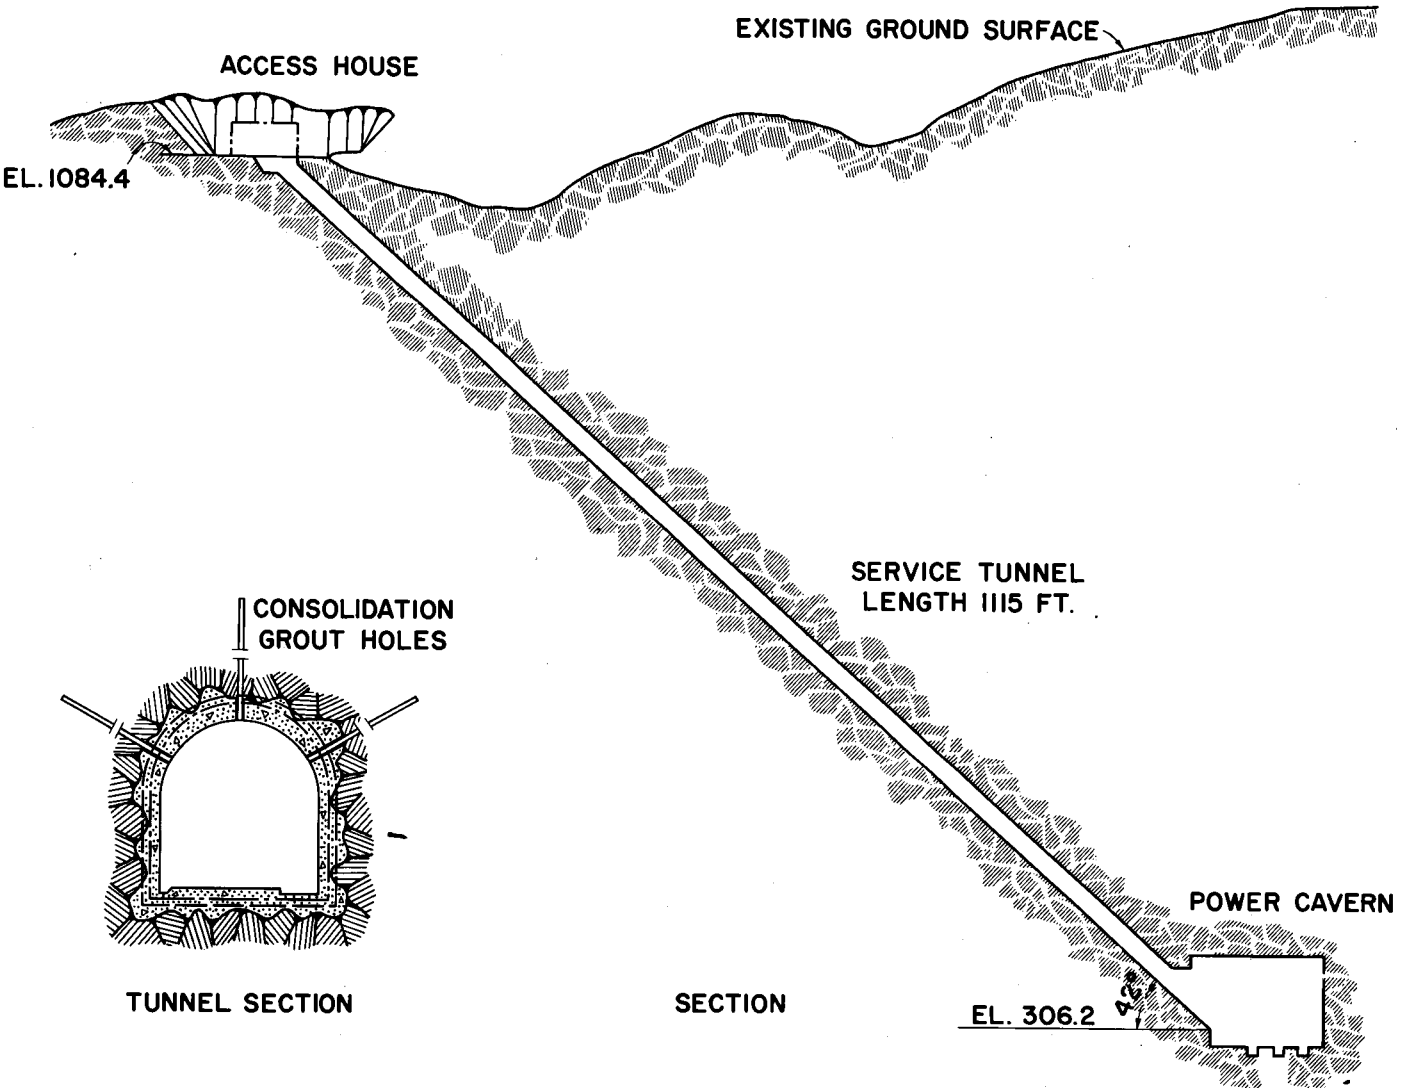 EXISTING GROUND SURFACE
ACCESS HOUSE
EL. 1084.4
SERVICE TUNNEL
LENGTH 1115 FT.
CONSOLIDATION
GROUT HOLES
POWER CAVERN
42°
EL. 306.2
TUNNEL SECTION
SECTION